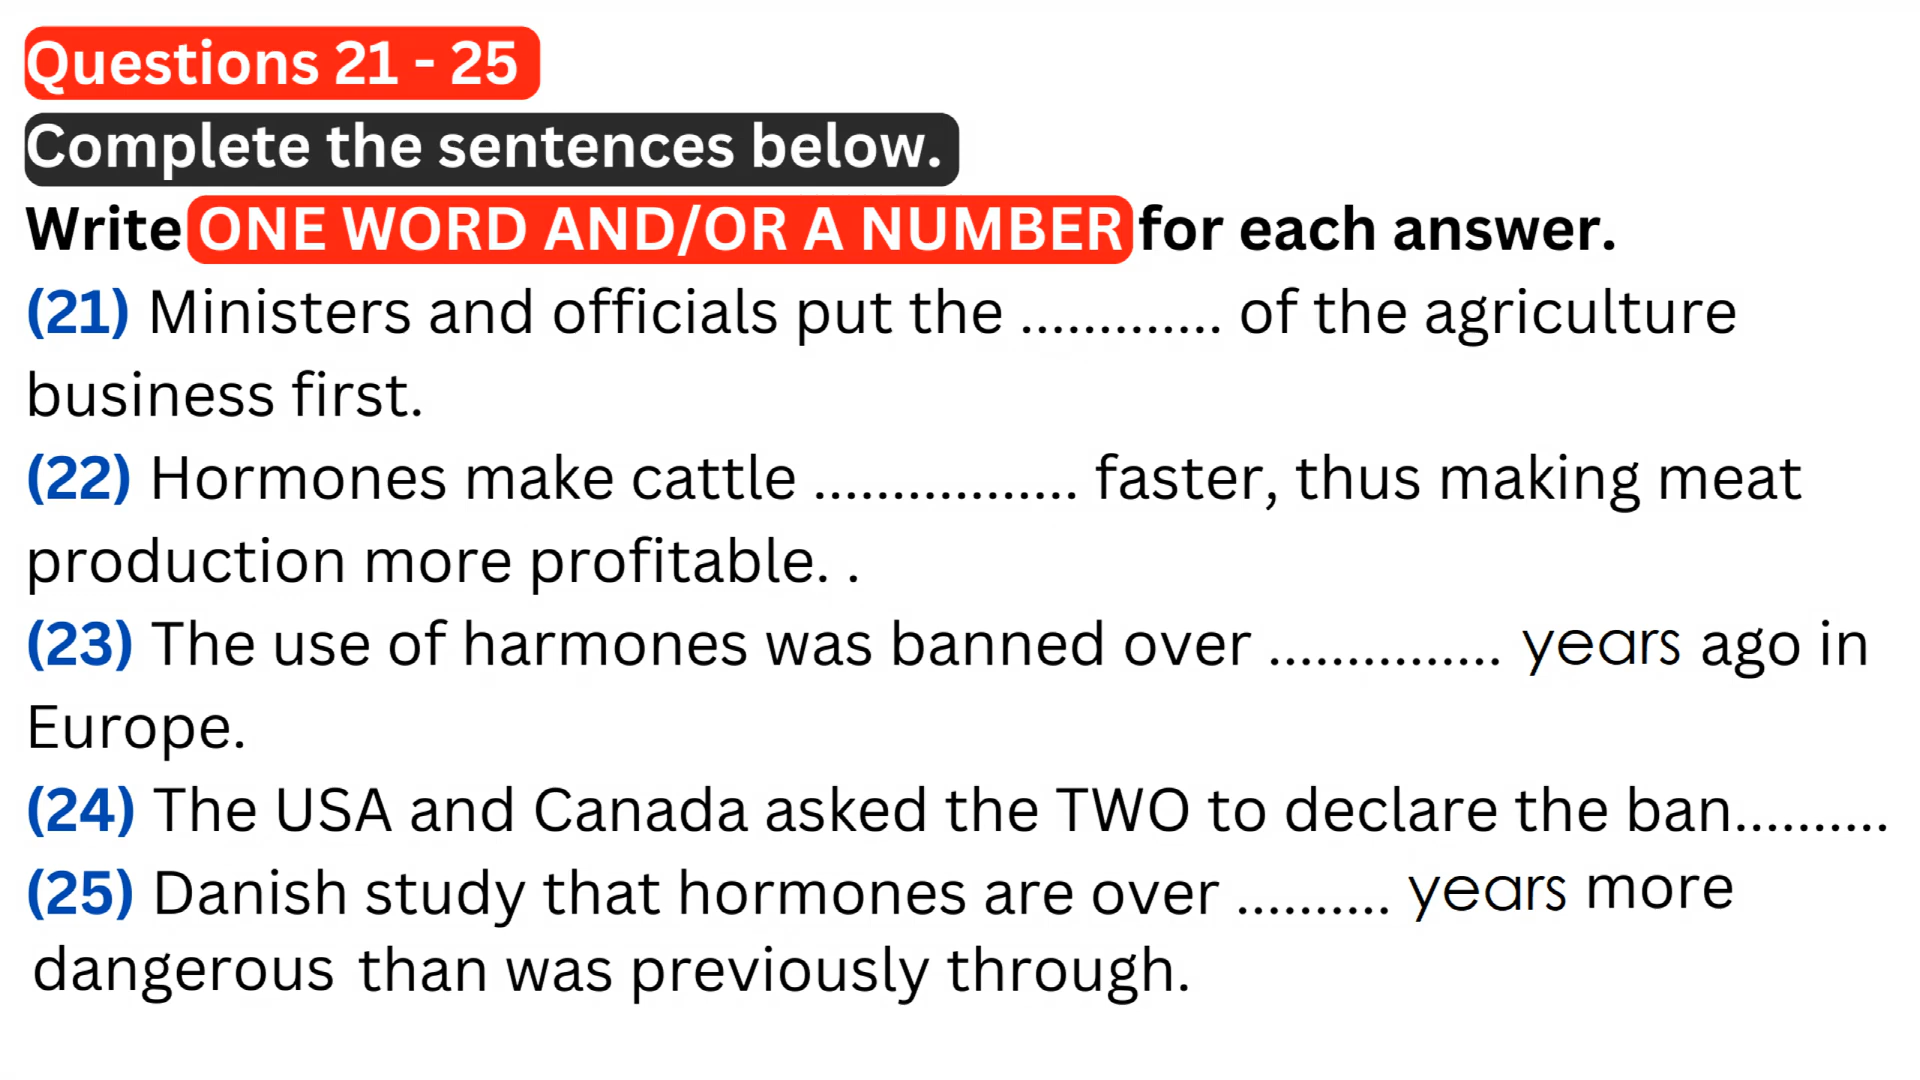 Questions 21 - 25
Complete the sentences below.
Write ONE WORD AND/OR A NUMBER for each answer.
(21) Ministers and officials put the ............. of the agriculture
business first.
(22) Hormones make cattle ................. faster, thus making meat
production more profitable. .
(23) The use of harmones was banned over ............... years ago in
Europe.
(24) The USA and Canada asked the TWO to declare the ban..........
(25) Danish study that hormones are over .......... years more
dangerous than was previously through.